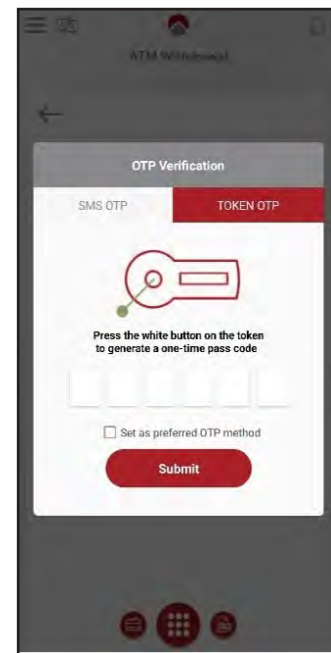 ATM Withdrawal
OTP Verification
SMS OTP
TOKEN OTP
Press the white button on the token
to generate a one-time pass code
Set as preferred OTP method
Submit